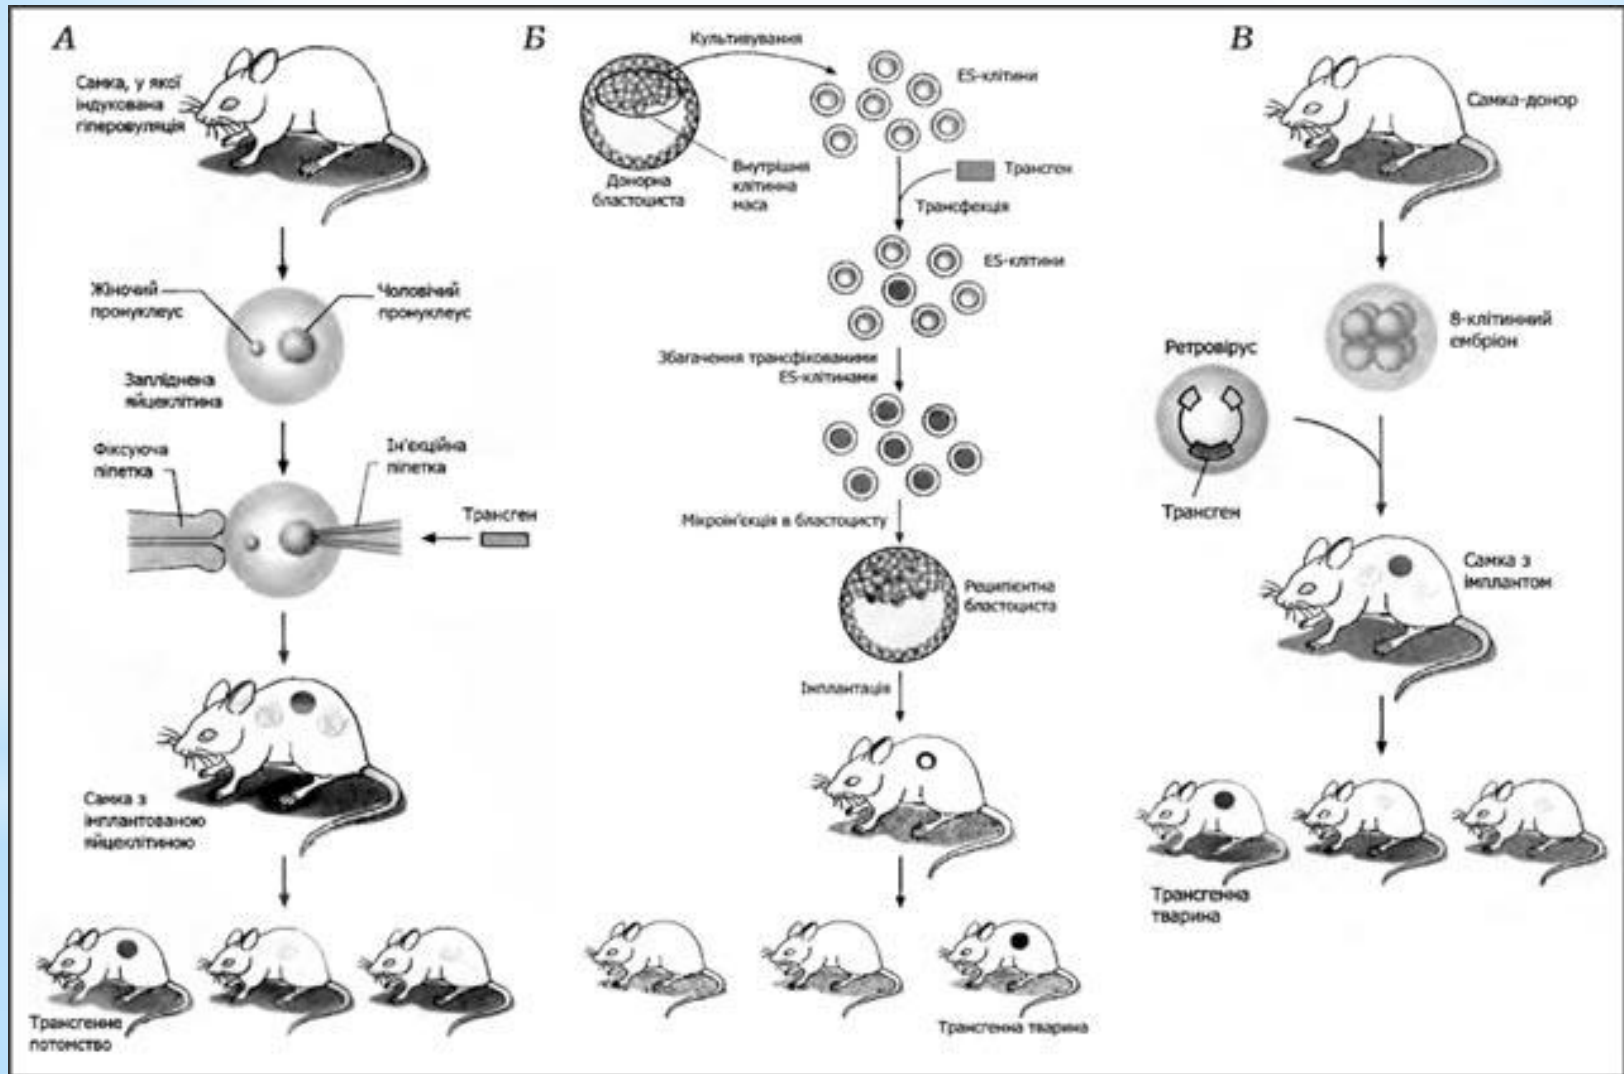 А
Самка, у якої
індукована
гіперовуляція
Жіночий
пронуклеус
Чоловічий
пронуклеус
Запліднена
яйцеклітина
Фіксуюча
піпетка
Ін'єкційна
піпетка
Трансген
Самка з
імплантованою
яйцеклітиною
Трансгенне
потомство
Б
Культивування
ES-клітини
Донорна
бластоциста
Внутрішня
клітинна
маса
Трансген
Трансфекція
ES-клітини
Збагачення трансфікованими
ES-клітинами
Мікроін'єкція в бластоцисту
Реципієнтна
бластоциста
Імплантація
Трансгенна тварина
В
Самка-донор
8-клітинний
ембріон
Ретровірус
Трансген
Самка з
імплантом
Трансгенна
тварина